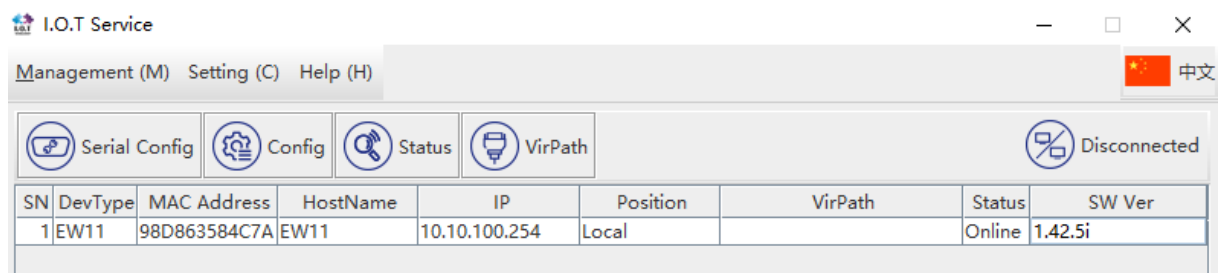 I.O.T I.O.T Service
Management (M) Setting (C) Help (H) 中文
Serial Config Config Status VirPath Disconnected
SN DevType MAC Address HostName IP Position VirPath Status SW Ver
1 EW11 98D863584C7A EW11 10.10.100.254 Local Online 1.42.5i